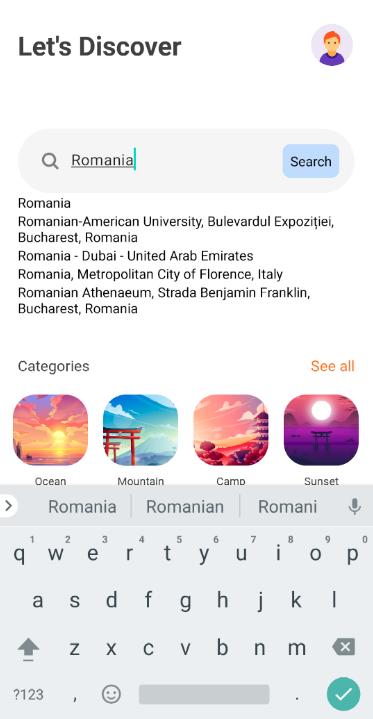 Let's Discover
Romania
Search
Romania
Romanian-American University, Bulevardul Expoziției,
Bucharest, Romania
Romania - Dubai - United Arab Emirates
Romania, Metropolitan City of Florence, Italy
Romanian Athenaeum, Strada Benjamin Franklin,
Bucharest, Romania
Categories See all
Ocean Mountain Camp Sunset
Romania Romanian Romani
1 2 3 4 5 6 7 8 9 0
q w e r t y u i o p
a s d f g h j k l
z x c v b n m
?123 , .